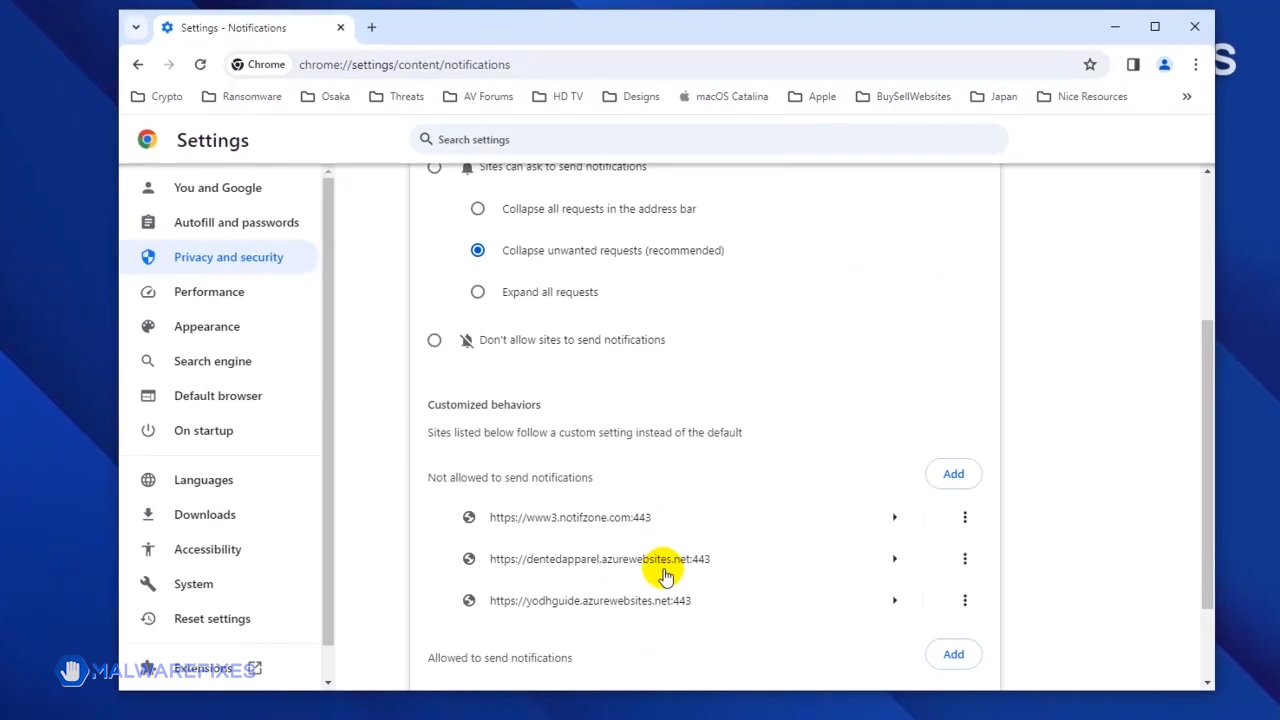 Settings - Notifications
Chrome
chrome://settings/content/notifications
S
Crypto
Ransomware
Osaka
Threats
AV Forums
HD TV
Designs
macOS Catalina
Apple
BuySellWebsites
Japan
Nice Resources
Settings
Search settings
You and Google
Autofill and passwords
Privacy and security
Performance
Appearance
Search engine
Default browser
On startup
Languages
Downloads
Accessibility
System
Reset settings
Extensions
Sites can ask to send notifications
Collapse all requests in the address bar
Collapse unwanted requests (recommended)
Expand all requests
Don't allow sites to send notifications
Customized behaviors
Sites listed below follow a custom setting instead of the default
Not allowed to send notifications
Add
https://www3.notifzone.com:443
https://dentedapparel.azurewebsites.net:443
https://yodhguide.azurewebsites.net:443
Allowed to send notifications
Add
MALWAREFIXES